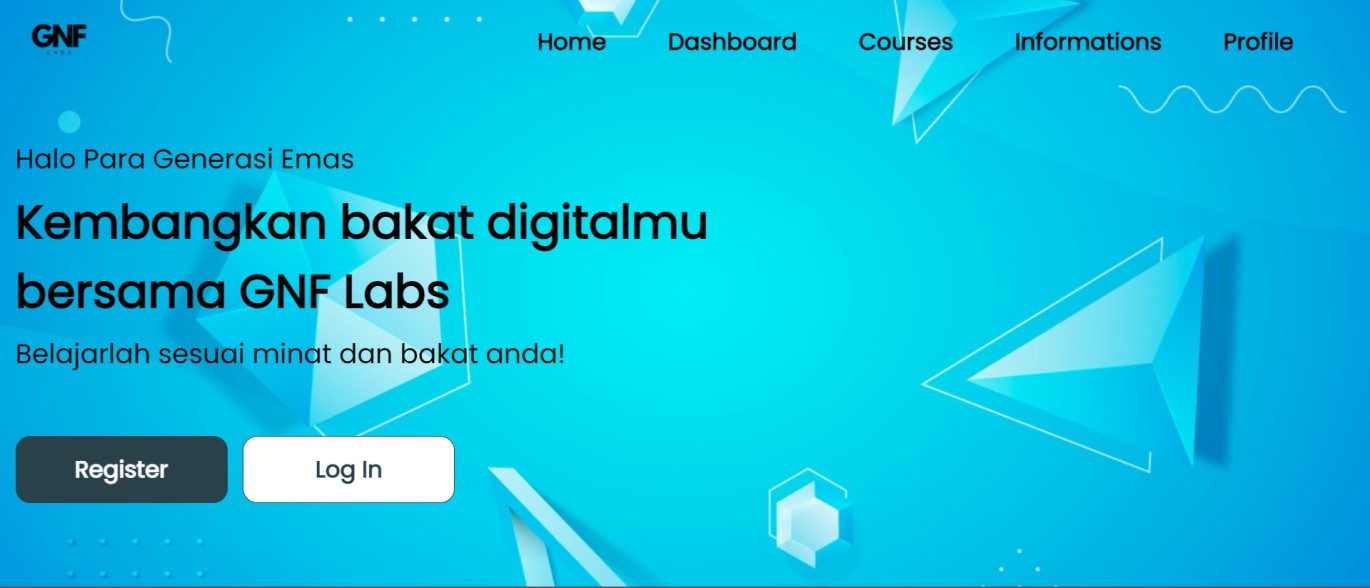 GNF
LABS
Home Dashboard Courses Informations Profile
Halo Para Generasi Emas
Kembangkan bakat digitalmu
bersama GNF Labs
Belajarlah sesuai minat dan bakat anda!
Register Log In